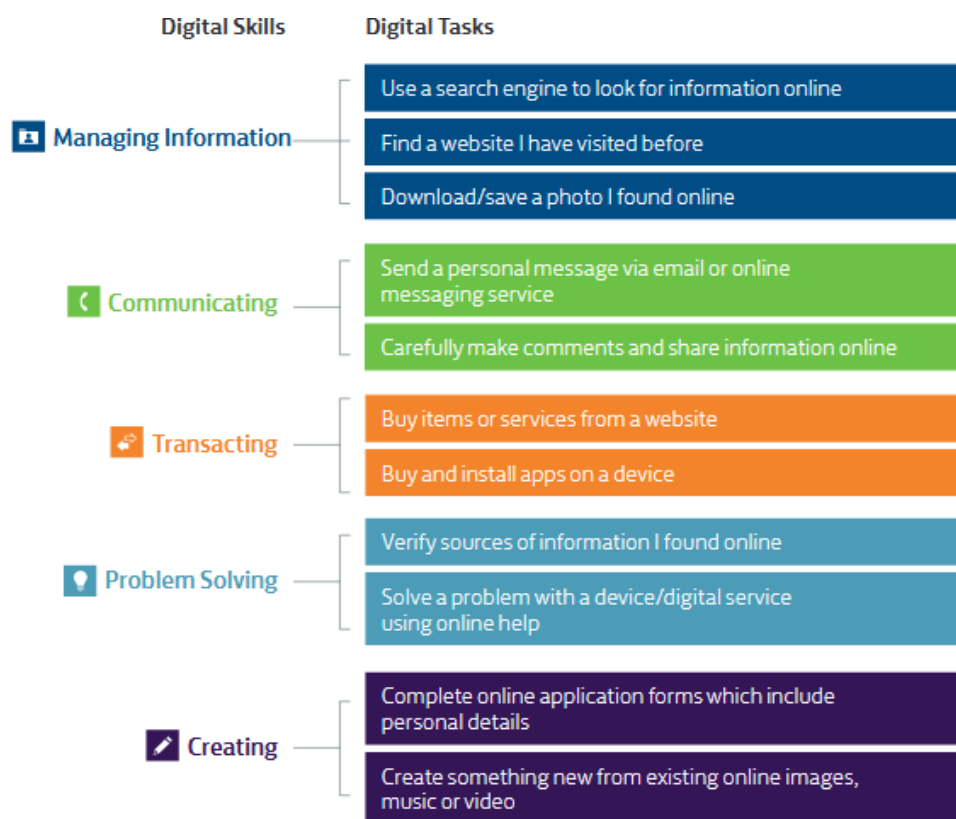 Digital Skills
Digital Tasks
Managing Information
Use a search engine to look for information online
Find a website I have visited before
Download/save a photo I found online
Communicating
Send a personal message via email or online
messaging service
Carefully make comments and share information online
Transacting
Buy items or services from a website
Buy and install apps on a device
Problem Solving
Verify sources of information I found online
Solve a problem with a device/digital service
using online help
Creating
Complete online application forms which include
personal details
Create something new from existing online images,
music or video